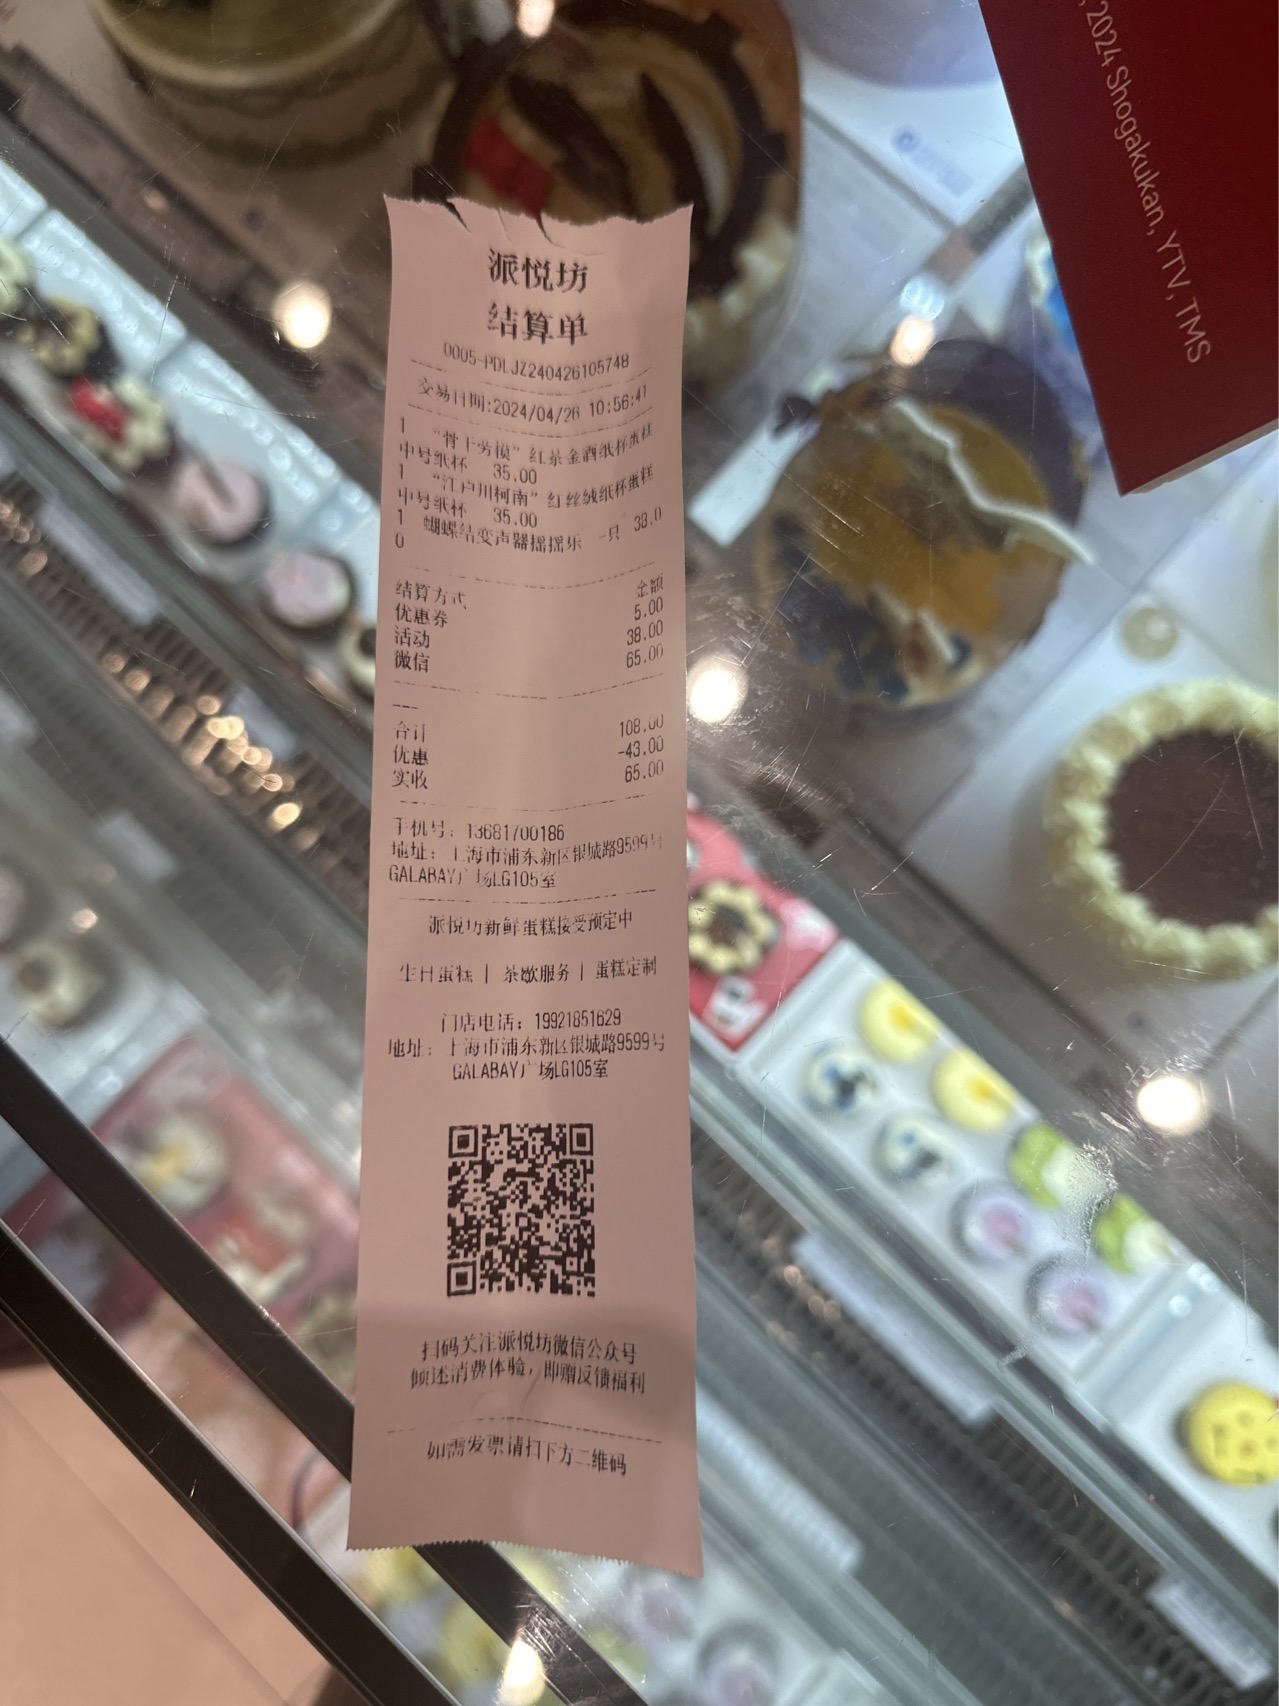 派悦坊
结算单
0005-PDLJZ240426105748
交易日期:2024/04/26 10:56:41
1 “骨干劳模”红茶金酒纸杯蛋糕
中号纸杯 35.00
1 “江户川柯南”红丝绒纸杯蛋糕
中号纸杯 35.00
1 蝴蝶结变声器摇摇乐 一只 38.0
0
结算方式 金额
优惠券 5.00
活动 38.00
微信 65.00
合计 108.00
优惠 -43.00
实收 65.00
手机号: 13681700186
地址: 上海市浦东新区银城路9599号
GALABAY广场LG105室
派悦坊新鲜蛋糕接受预定中
生日蛋糕 | 茶歇服务 | 蛋糕定制
门店电话: 19921851629
地址: 上海市浦东新区银城路9599号
GALABAY广场LG105室
扫码关注派悦坊微信公众号
倾述消费体验,即赠反馈福利
如需发票请扫下方二维码
, 2024 Shogakukan, YTV, TMS